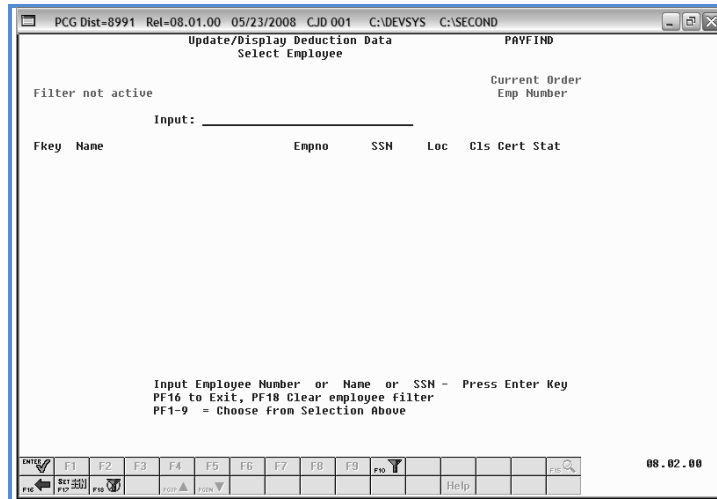 PCG Dist=8991 Rel=08.01.00 05/23/2008 CJD 001 C:\DEVSYS C:\SECOND
Update/Display Deduction Data PAYFIND
Select Employee
Current Order
Filter not active Emp Number
Input:
Fkey Name Empno SSN Loc Cls Cert Stat
Input Employee Number or Name or SSN - Press Enter Key
PF16 to Exit, PF18 Clear employee filter
PF1-9 = Choose from Selection Above
ENTER F1 F2 F3 F4 F5 F6 F7 F8 F9 F10 F15 08.02.00
F16 SET F17 F18 PGUP PGDN Help